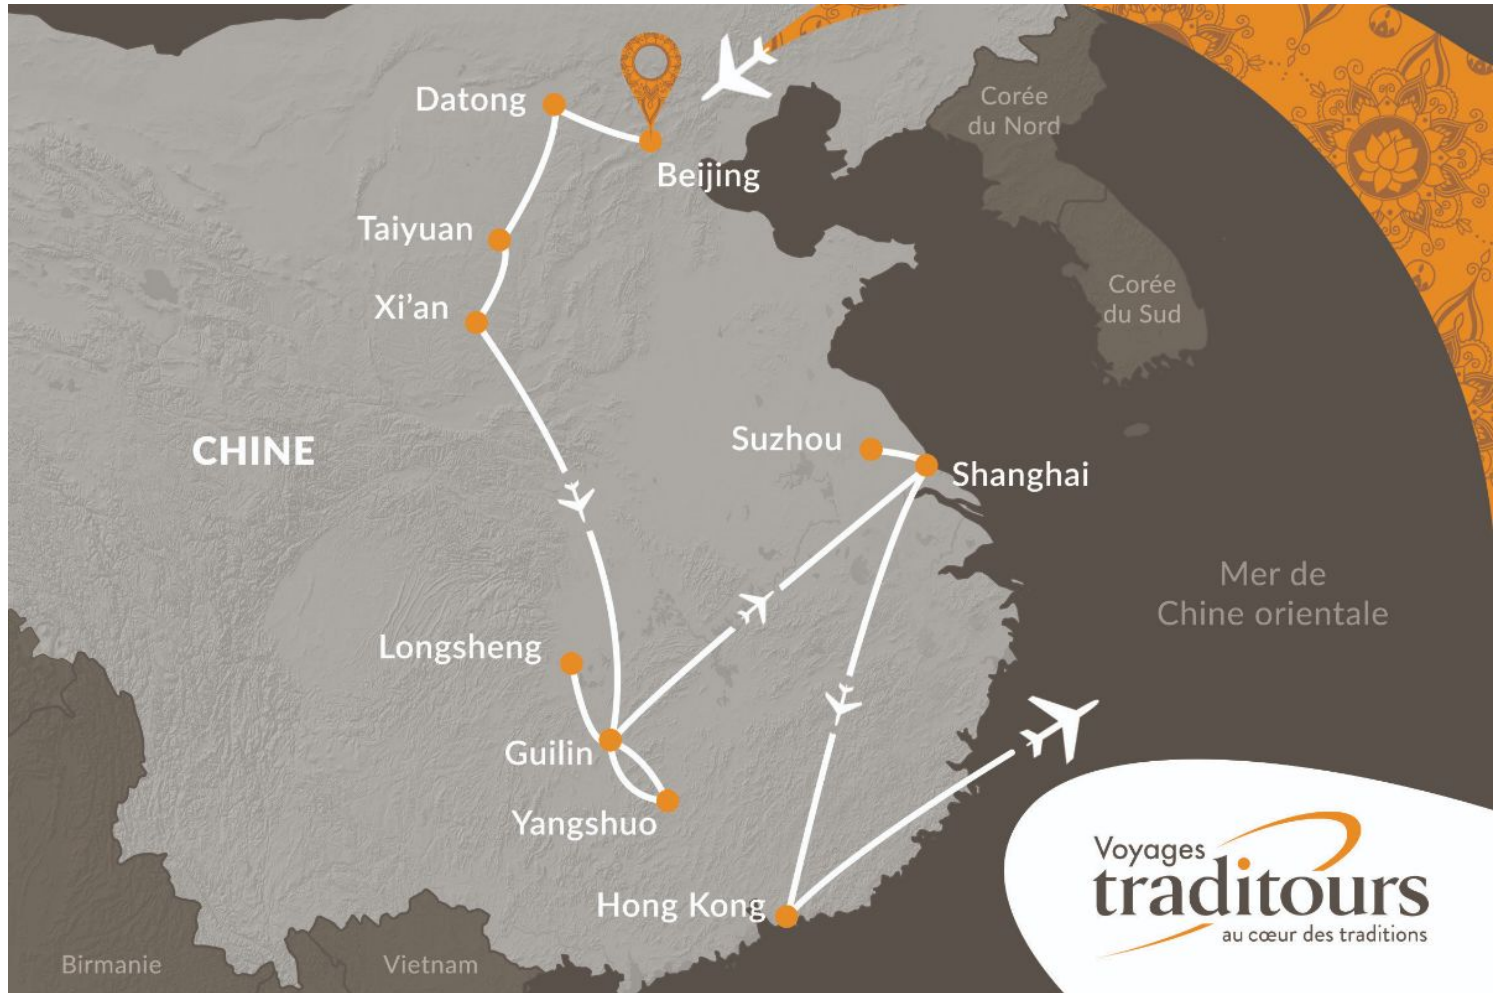 Datong
Beijing
Corée
du Nord
Taiyuan
Xi'an
Corée
du Sud
CHINE
Suzhou
Shanghai
Mer de
Chine orientale
Longsheng
Guilin
Yangshuo
Hong Kong
Birmanie
Vietnam
Voyages
traditours
au cœur des traditions